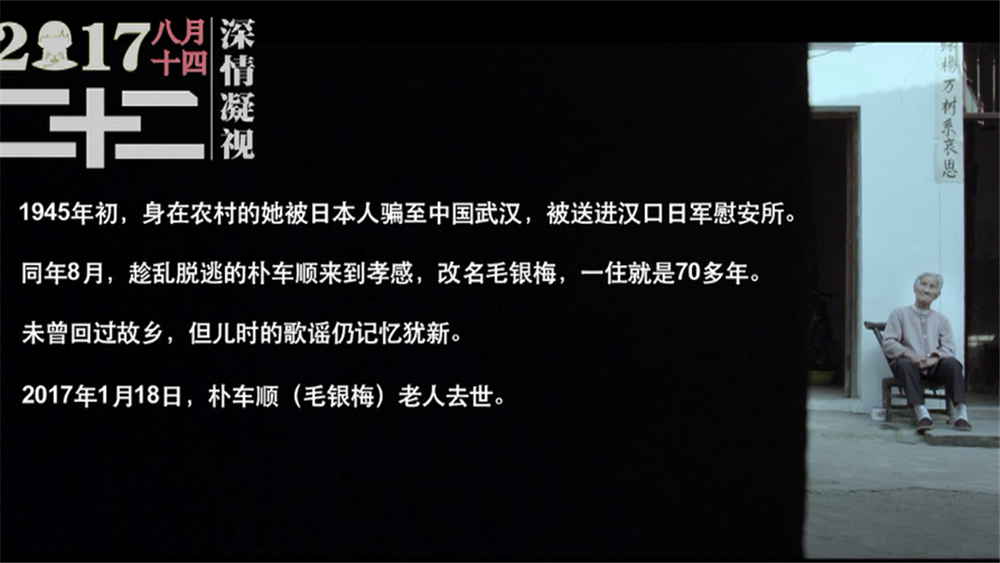 2017
八月
十四
二十二
深情凝视
1945年初，身在农村的她被日本人骗至中国武汉，被送进汉口日军慰安所。
同年8月，趁乱脱逃的朴车顺来到孝感，改名毛银梅，一住就是70多年。
未曾回过故乡，但儿时的歌谣仍记忆犹新。
2017年1月18日，朴车顺（毛银梅）老人去世。
杨万树系哀思